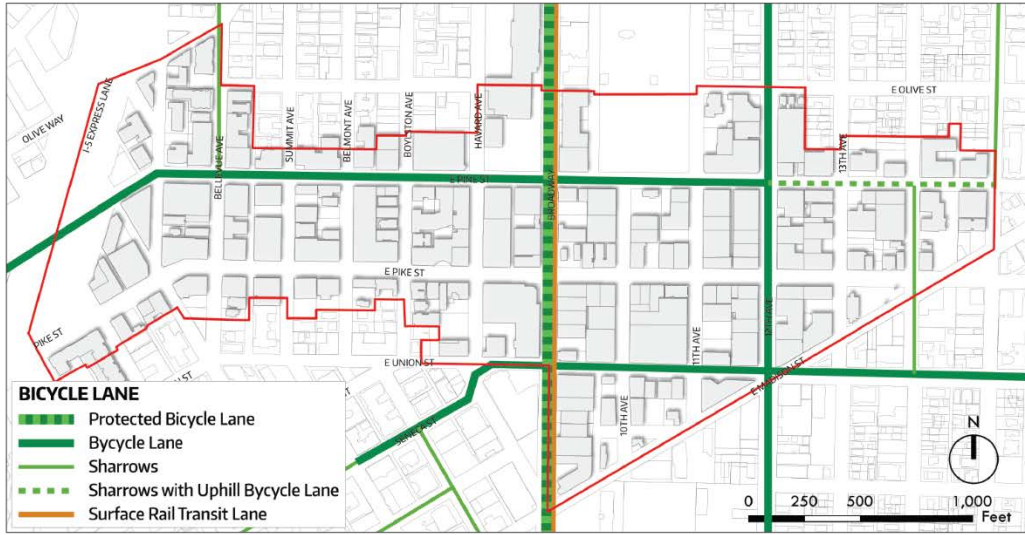 E OLIVE ST
OLIVE WAY
I-5 EXPRESS LANE
BELLEVUE AVE
SUMMIT AVE
BELMONT AVE
BOYLSTON AVE
HAVARD AVE
13TH AVE
E PINE ST
BROADWAY
E PIKE ST
PIKE ST
11TH AVE
12TH AVE
E UNION ST
E MADISON ST
10TH AVE
SENECA ST
BICYCLE LANE
Protected Bicycle Lane
Bycycle Lane
Sharrows
Sharrows with Uphill Bycycle Lane
Surface Rail Transit Lane
N
0 250 500 1,000
Feet